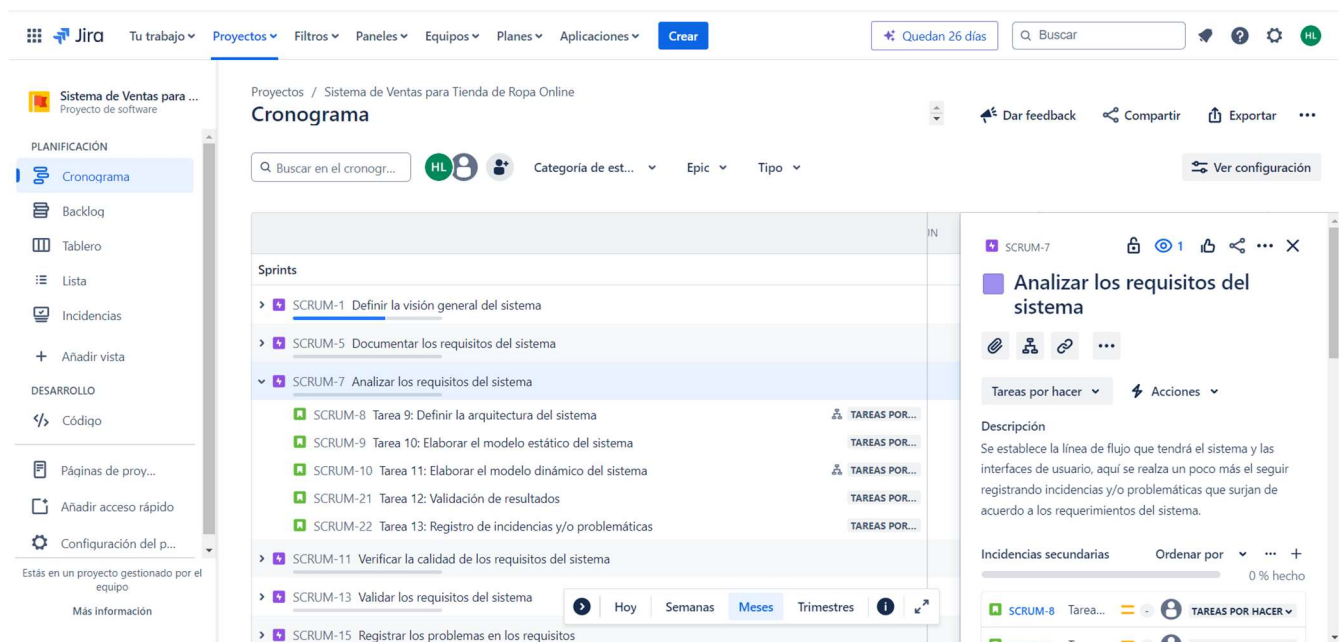 Jira Tu trabajo Proyectos Filtros Paneles Equipos Planes Aplicaciones Crear Quedan 26 días Buscar HL
Sistema de Ventas para ...
Proyecto de software
PLANIFICACIÓN
Cronograma
Backlog
Tablero
Lista
Incidencias
Añadir vista
DESARROLLO
Código
Páginas de proy...
Añadir acceso rápido
Configuración del p...
Estás en un proyecto gestionado por el
equipo
Más información
Proyectos / Sistema de Ventas para Tienda de Ropa Online
Cronograma
Dar feedback Compartir Exportar
Buscar en el cronogr... HL Categoría de est... Epic Tipo Ver configuración
UN
Sprints
SCRUM-1 Definir la visión general del sistema
SCRUM-5 Documentar los requisitos del sistema
SCRUM-7 Analizar los requisitos del sistema
SCRUM-8 Tarea 9: Definir la arquitectura del sistema TAREAS POR...
SCRUM-9 Tarea 10: Elaborar el modelo estático del sistema TAREAS POR...
SCRUM-10 Tarea 11: Elaborar el modelo dinámico del sistema TAREAS POR...
SCRUM-21 Tarea 12: Validación de resultados TAREAS POR...
SCRUM-22 Tarea 13: Registro de incidencias y/o problemáticas TAREAS POR...
SCRUM-11 Verificar la calidad de los requisitos del sistema
SCRUM-13 Validar los requisitos del sistema
SCRUM-15 Registrar los problemas en los requisitos
Hoy Semanas Meses Trimestres
SCRUM-7 1
Analizar los requisitos del
sistema
Tareas por hacer Acciones
Descripción
Se establece la línea de flujo que tendrá el sistema y las
interfaces de usuario, aquí se realza un poco más el seguir
registrando incidencias y/o problemáticas que surjan de
acuerdo a los requerimientos del sistema.
Incidencias secundarias Ordenar por
0 % hecho
SCRUM-8 Tarea... - TAREAS POR HACER